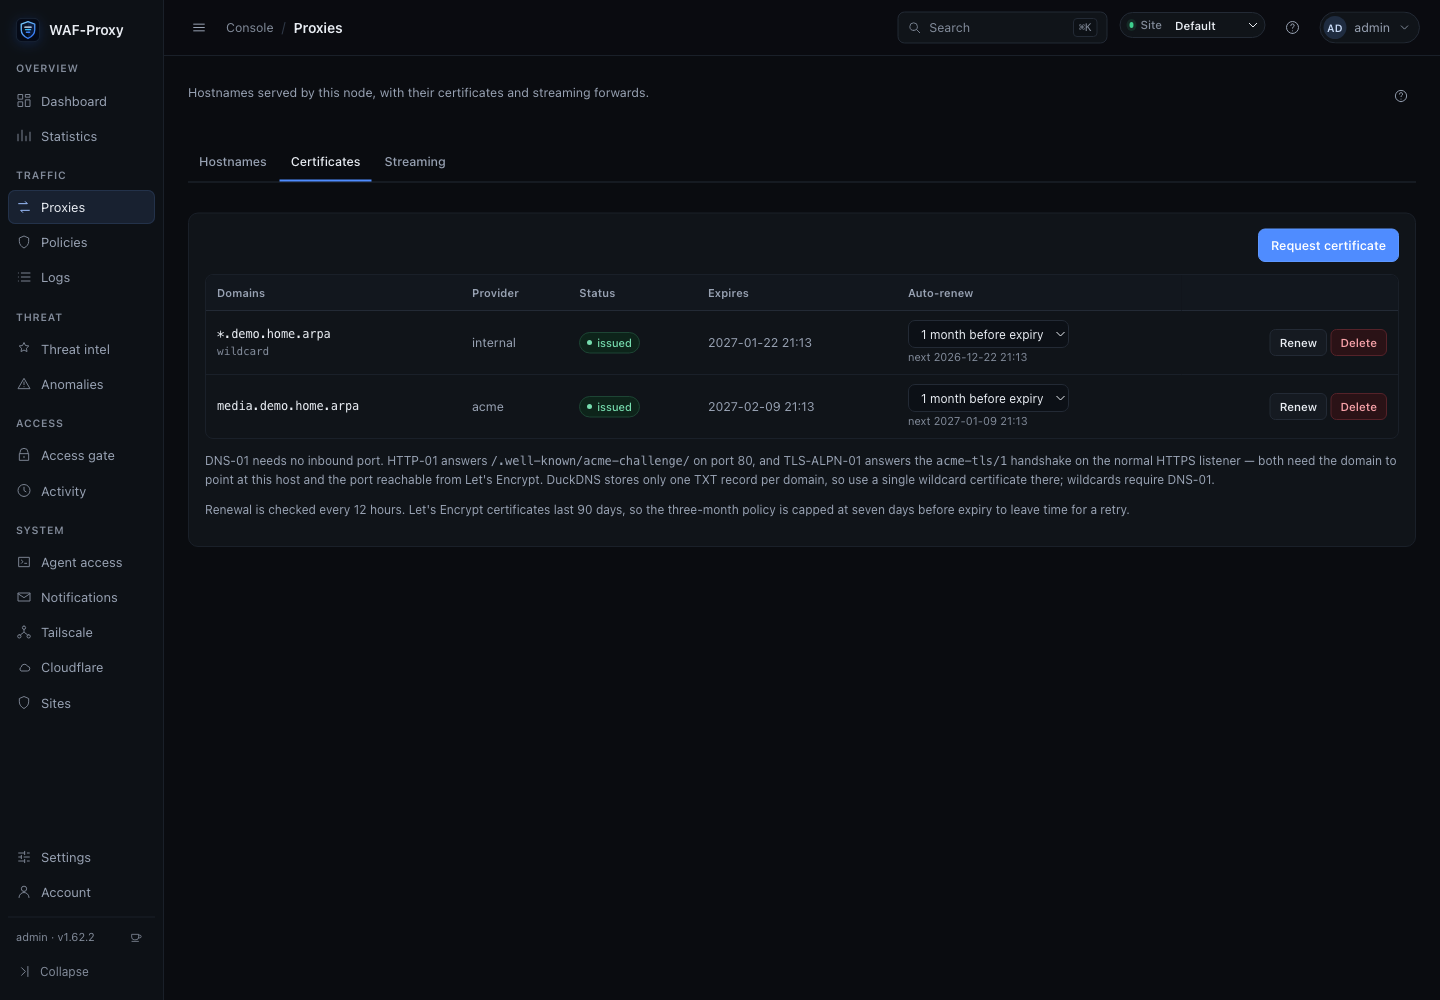 WAF-Proxy
Console / Proxies
Search ⌘K
Site Default
AD admin
OVERVIEW
Dashboard
Statistics
TRAFFIC
Proxies
Policies
Logs
THREAT
Threat intel
Anomalies
ACCESS
Access gate
Activity
SYSTEM
Agent access
Notifications
Tailscale
Cloudflare
Sites
Settings
Account
admin · v1.62.2
Collapse
Hostnames served by this node, with their certificates and streaming forwards.
Hostnames Certificates Streaming
Request certificate
Domains Provider Status Expires Auto-renew
*.demo.home.arpa internal issued 2027-01-22 21:13 1 month before expiry Renew Delete
wildcard next 2026-12-22 21:13
media.demo.home.arpa acme issued 2027-02-09 21:13 1 month before expiry Renew Delete
next 2027-01-09 21:13
DNS-01 needs no inbound port. HTTP-01 answers /.well-known/acme-challenge/ on port 80, and TLS-ALPN-01 answers the acme-tls/1 handshake on the normal HTTPS listener — both need the domain to
point at this host and the port reachable from Let's Encrypt. DuckDNS stores only one TXT record per domain, so use a single wildcard certificate there; wildcards require DNS-01.
Renewal is checked every 12 hours. Let's Encrypt certificates last 90 days, so the three-month policy is capped at seven days before expiry to leave time for a retry.